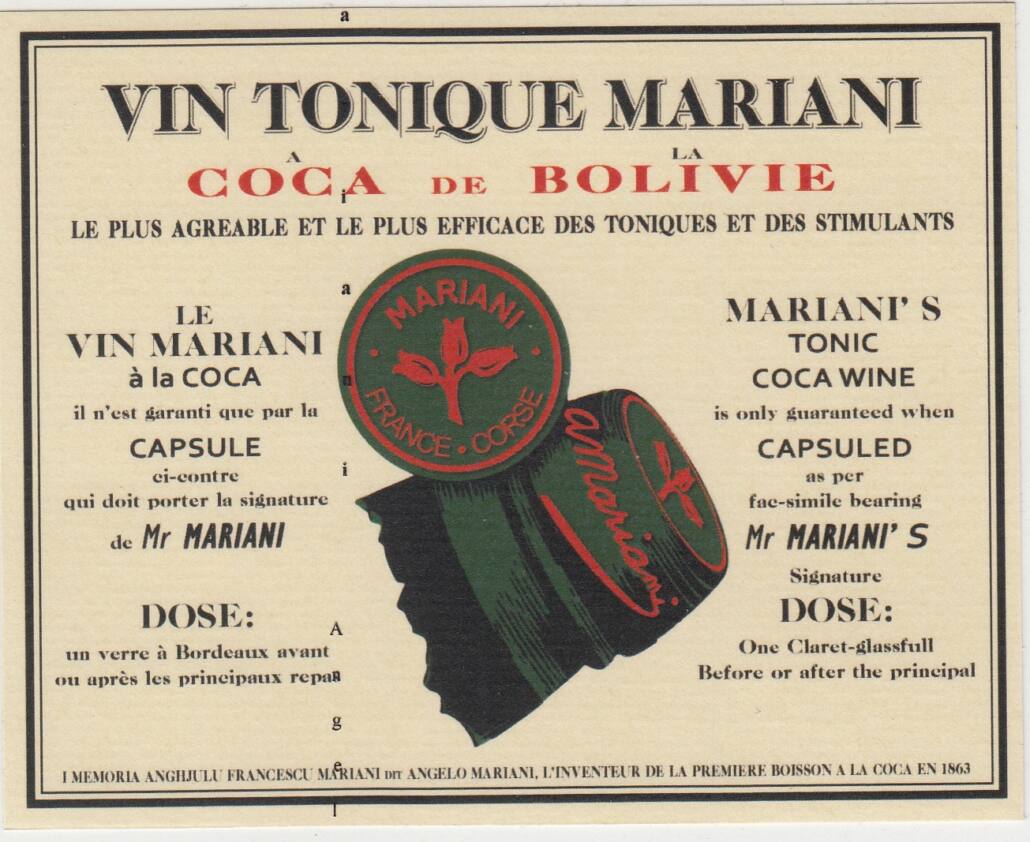 VIN TONIQUE MARIANI
A LA
COCA DE BOLIVIE
LE PLUS AGREABLE ET LE PLUS EFFICACE DES TONIQUES ET DES STIMULANTS
LE
VIN MARIANI
à la COCA
il n'est garanti que par la
CAPSULE
ci-contre
qui doit porter la signature
de Mr MARIANI
DOSE:
un verre à Bordeaux avant
ou après les principaux repas
MARIANI
FRANCE • CORSE
aMariani
MARIANI' S
TONIC
COCA WINE
is only guaranteed when
CAPSULED
as per
fac-simile bearing
Mr MARIANI' S
Signature
DOSE:
One Claret-glassfull
Before or after the principal
I MEMORIA ANGHJULU FRANCESCU MARIANI DIT ANGELO MARIANI, L'INVENTEUR DE LA PREMIERE BOISSON A LA COCA EN 1863
a
i
a
n
i
A
n
g
e
l